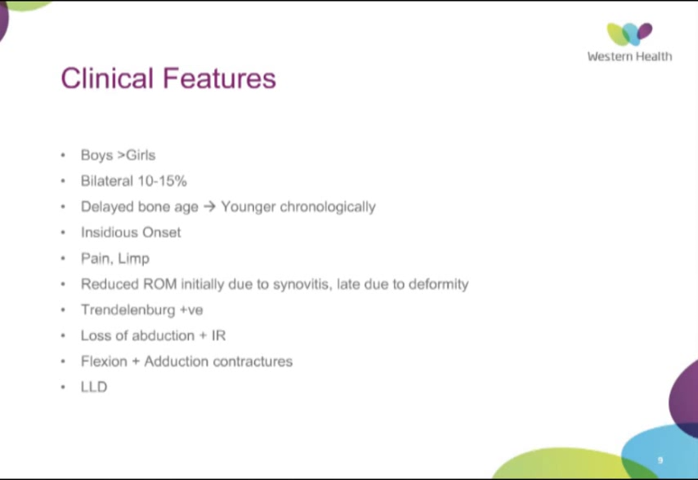 Western Health
Clinical Features
• Boys >Girls
• Bilateral 10-15%
• Delayed bone age → Younger chronologically
• Insidious Onset
• Pain, Limp
• Reduced ROM initially due to synovitis, late due to deformity
• Trendelenburg +ve
• Loss of abduction + IR
• Flexion + Adduction contractures
• LLD
9